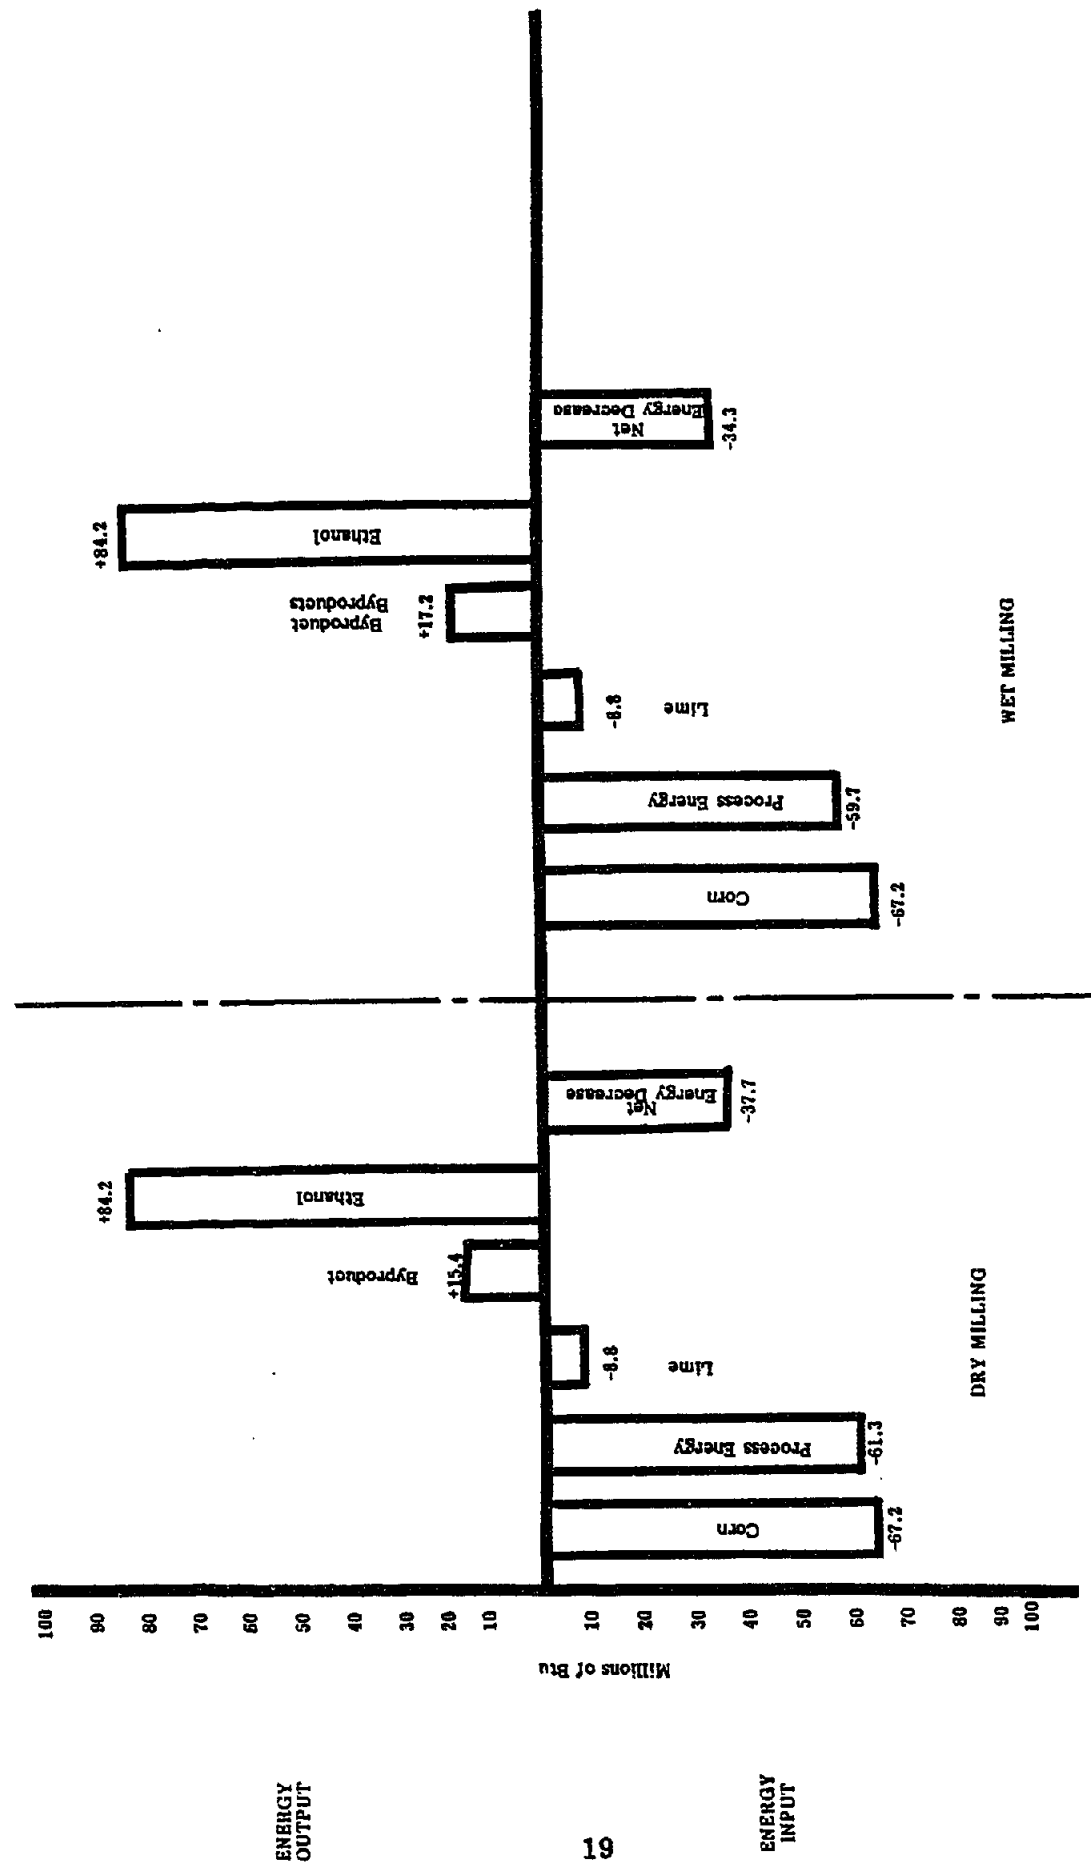 ENERGY
OUTPUT
ENERGY
INPUT
Millions of Btu
100
90
80
70
60
50
40
30
20
10
10
20
30
40
50
60
70
80
90
100
Corn
-67.2
Process Energy
-61.3
-8.8
Lime
Byproduct
+15.4
+84.2
Ethanol
Net
Energy Decrease
-37.7
DRY MILLING
Corn
-67.2
Process Energy
-59.7
-8.8
Lime
Byproduct
Byproducts
+17.2
+84.2
Ethanol
Net
Energy Decrease
-34.3
WET MILLING
19